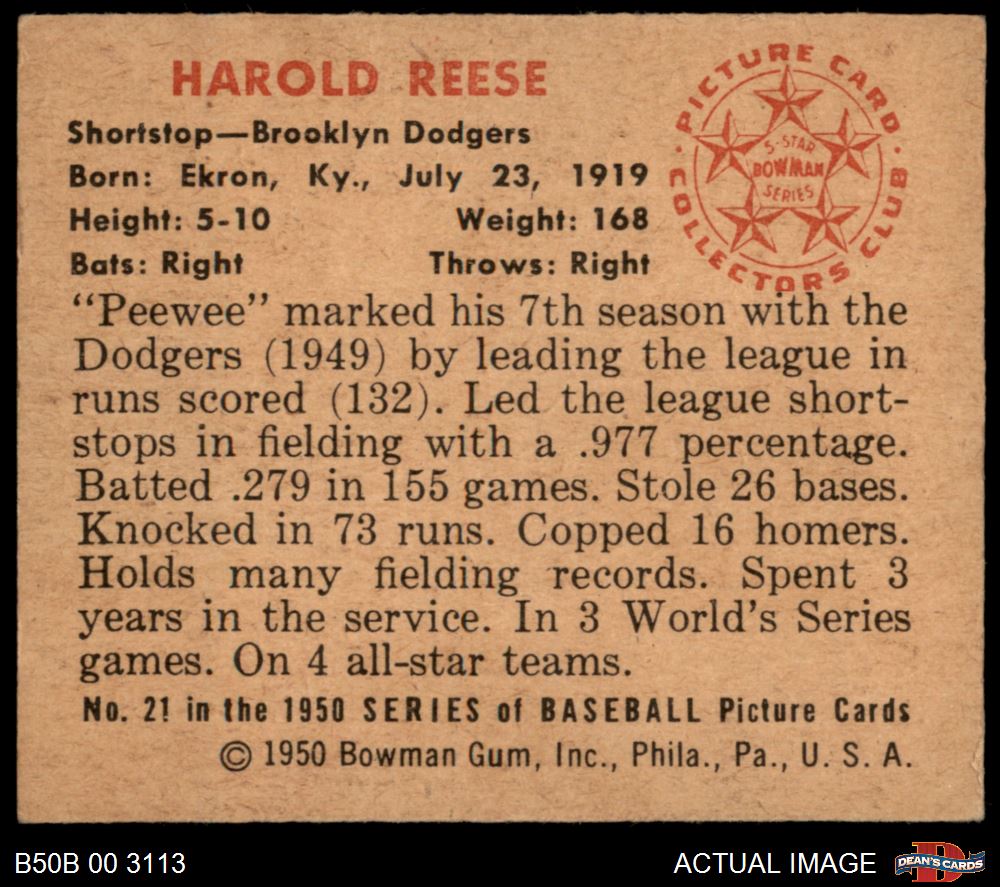 HAROLD REESE
Shortstop—Brooklyn Dodgers
Born: Ekron, Ky., July 23, 1919
Height: 5-10 Weight: 168
Bats: Right Throws: Right
PICTURE CARD · COLLECTORS CLUB ·
5-STAR
BOWMAN
SERIES
"Peewee" marked his 7th season with the
Dodgers (1949) by leading the league in
runs scored (132). Led the league short-
stops in fielding with a .977 percentage.
Batted .279 in 155 games. Stole 26 bases.
Knocked in 73 runs. Copped 16 homers.
Holds many fielding records. Spent 3
years in the service. In 3 World's Series
games. On 4 all-star teams.
No. 21 in the 1950 SERIES of BASEBALL Picture Cards
© 1950 Bowman Gum, Inc., Phila., Pa., U. S. A.
B50B 00 3113
ACTUAL IMAGE
D
DEAN'S CARDS